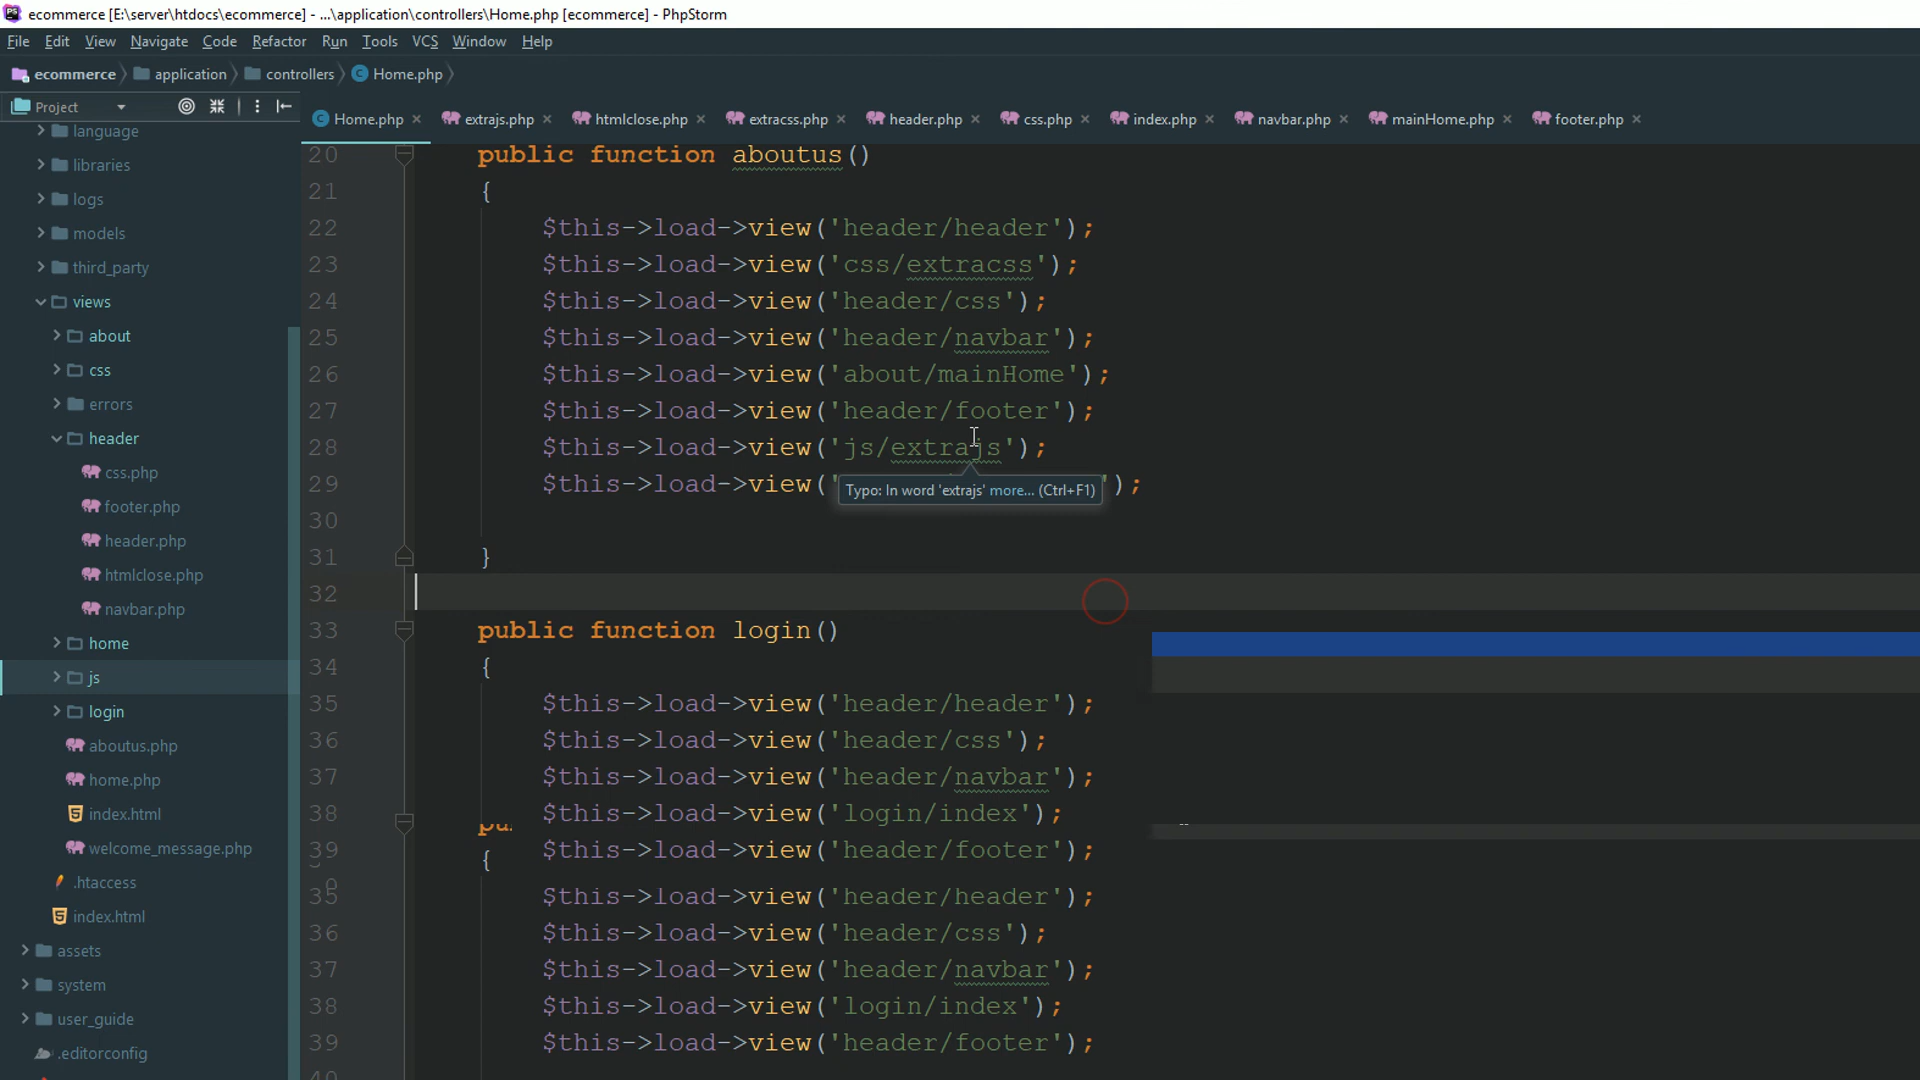 ecommerce [E:\server\htdocs\ecommerce] - ...\application\controllers\Home.php [ecommerce] - PhpStorm
File Edit View Navigate Code Refactor Run Tools VCS Window Help
ecommerce application controllers Home.php
Project
Home.php extrajs.php htmlclose.php extracss.php header.php css.php index.php navbar.php mainHome.php footer.php
language
libraries
logs
models
third_party
views
about
css
errors
header
css.php
footer.php
header.php
htmlclose.php
navbar.php
home
js
login
aboutus.php
home.php
index.html
welcome_message.php
.htaccess
index.html
assets
system
user_guide
.editorconfig
20 public function aboutus()
21 {
22 $this->load->view('header/header');
23 $this->load->view('css/extracss');
24 $this->load->view('header/css');
25 $this->load->view('header/navbar');
26 $this->load->view('about/mainHome');
27 $this->load->view('header/footer');
28 $this->load->view('js/extrajs');
29 $this->load->view(' ');
Typo: In word 'extrajs' more... (Ctrl+F1)
30
31 }
32
33 public function login()
34 {
35 $this->load->view('header/header');
36 $this->load->view('header/css');
37 $this->load->view('header/navbar');
38 $this->load->view('login/index');
39 $this->load->view('header/footer');
{
35 $this->load->view('header/header');
36 $this->load->view('header/css');
37 $this->load->view('header/navbar');
38 $this->load->view('login/index');
39 $this->load->view('header/footer');